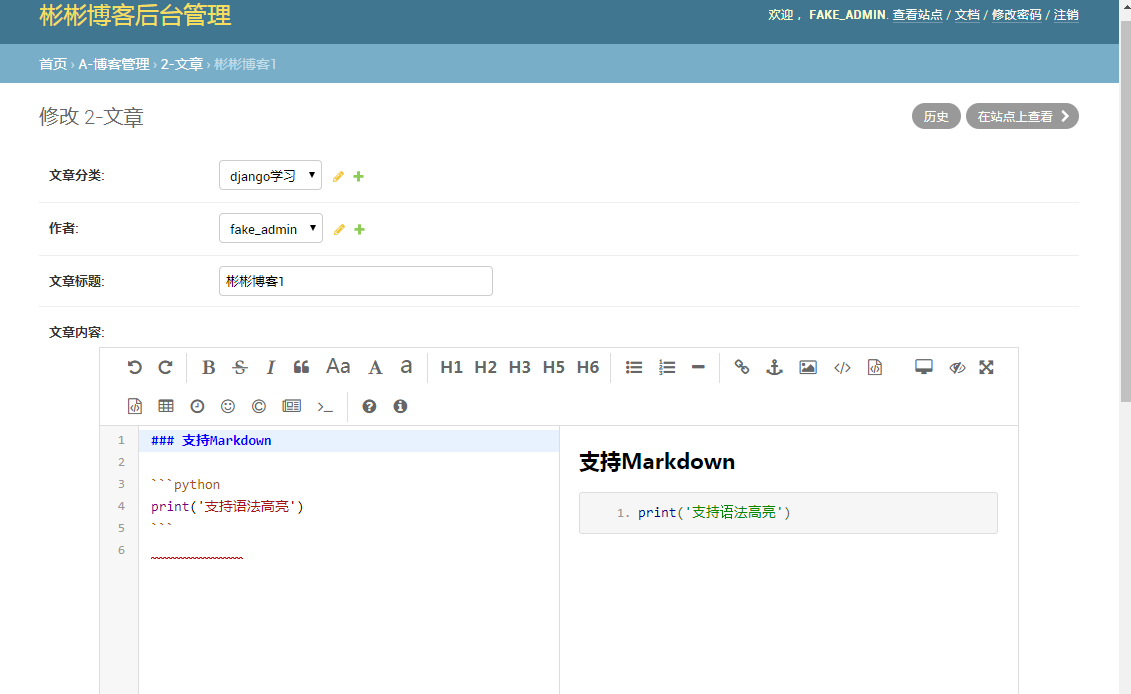 彬彬博客后台管理
欢迎， FAKE_ADMIN. 查看站点 / 文档 / 修改密码 / 注销
首页 › A-博客管理 › 2-文章 › 彬彬博客1
修改 2-文章
历史
在站点上查看
文章分类:
django学习
作者:
fake_admin
文章标题:
彬彬博客1
文章内容:
B S I Aa A a H1 H2 H3 H5 H6
1 ### 支持Markdown
2
3 ```python
4 print('支持语法高亮')
5 ```
6
支持Markdown
1. print('支持语法高亮')